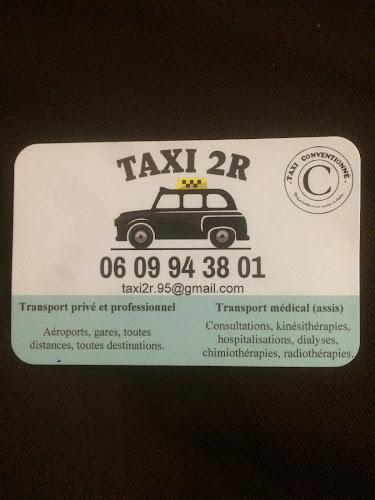 TAXI 2R
TAXI CONVENTIONNÉ
C
06 09 94 38 01
taxi2r.95@gmail.com
Transport privé et professionnel
Aéroports, gares, toutes
distances, toutes destinations.
Transport médical (assis)
Consultations, kinésithérapies,
hospitalisations, dialyses,
chimiothérapies, radiothérapies.